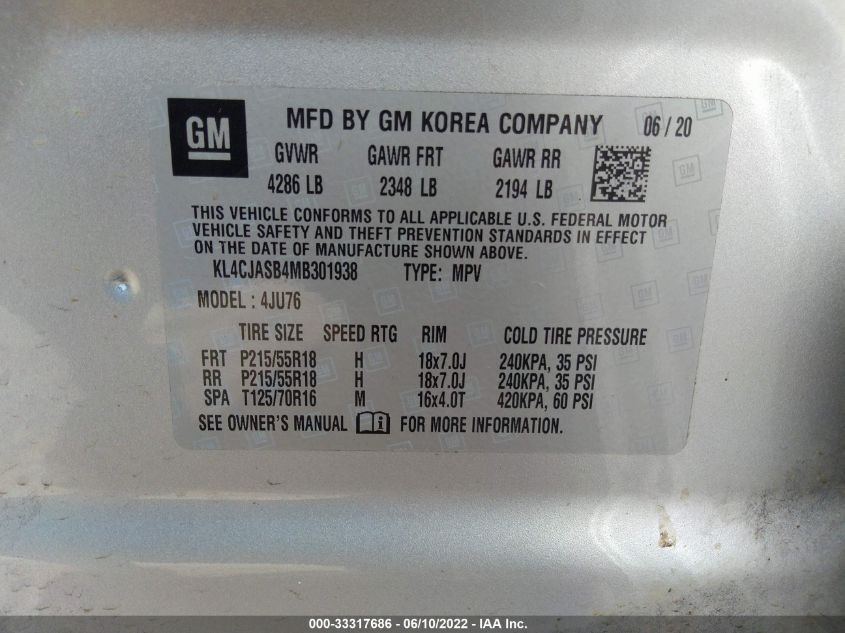 GM
MFD BY GM KOREA COMPANY 06/20
GVWR GAWR FRT GAWR RR
4286 LB 2348 LB 2194 LB
THIS VEHICLE CONFORMS TO ALL APPLICABLE U.S. FEDERAL MOTOR
VEHICLE SAFETY AND THEFT PREVENTION STANDARDS IN EFFECT
ON THE DATE OF MANUFACTURE SHOWN ABOVE.
KL4CJASB4MB301938 TYPE: MPV
MODEL : 4JU76
TIRE SIZE SPEED RTG RIM COLD TIRE PRESSURE
FRT P215/55R18 H 18x7.0J 240KPA, 35 PSI
RR P215/55R18 H 18x7.0J 240KPA, 35 PSI
SPA T125/70R16 M 16x4.0T 420KPA, 60 PSI
SEE OWNER'S MANUAL i FOR MORE INFORMATION.
000-33317686 - 06/10/2022 - IAA Inc.